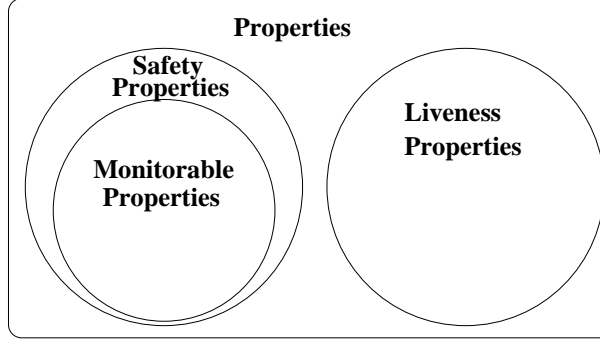 Properties
Safety
Properties
Monitorable
Properties
Liveness
Properties